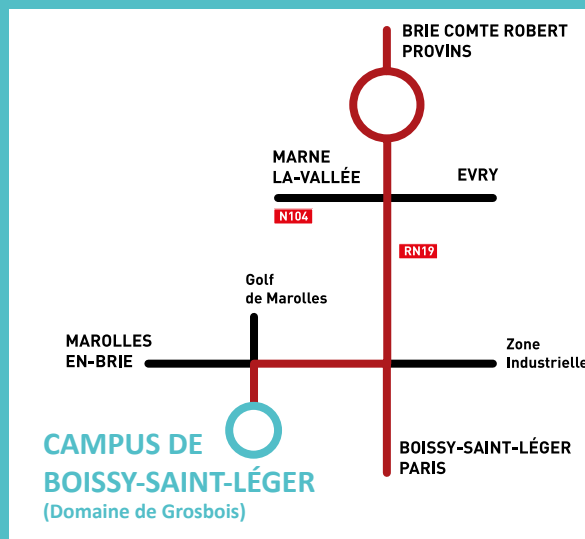 BRIE COMTE ROBERT
PROVINS
MARNE
LA-VALLÉE
EVRY
N104
RN19
Golf
de Marolles
MAROLLES
EN-BRIE
Zone
Industrielle
CAMPUS DE
BOISSY-SAINT-LÉGER
(Domaine de Grosbois)
BOISSY-SAINT-LÉGER
PARIS